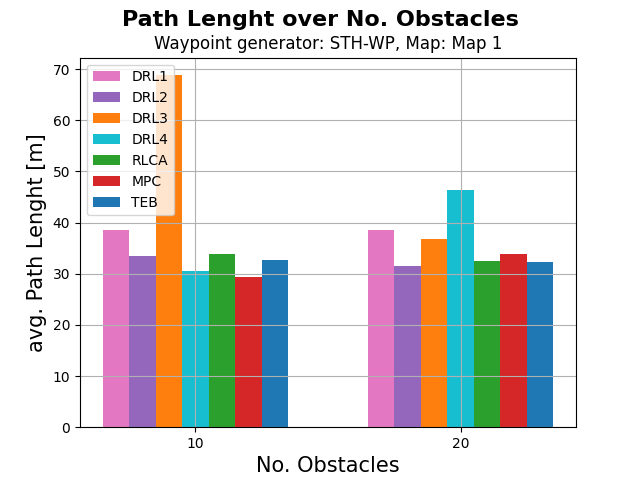 Path Lenght over No. Obstacles
Waypoint generator: STH-WP, Map: Map 1
avg. Path Lenght [m]
70
60
50
40
30
20
10
0
DRL1
DRL2
DRL3
DRL4
RLCA
MPC
TEB
10
20
No. Obstacles